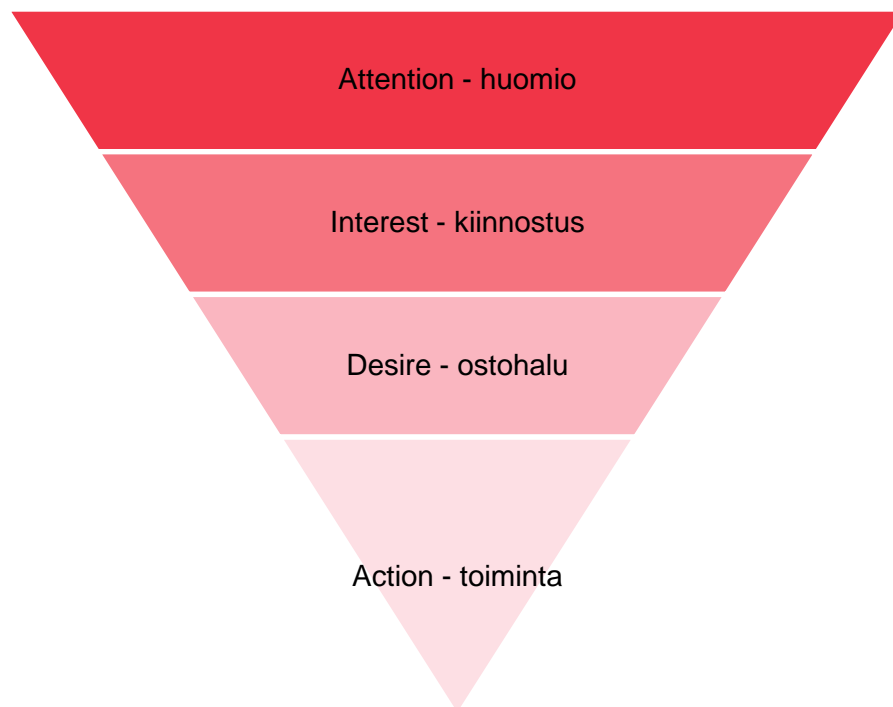 Attention - huomio
Interest - kiinnostus
Desire - ostohalu
Action - toiminta